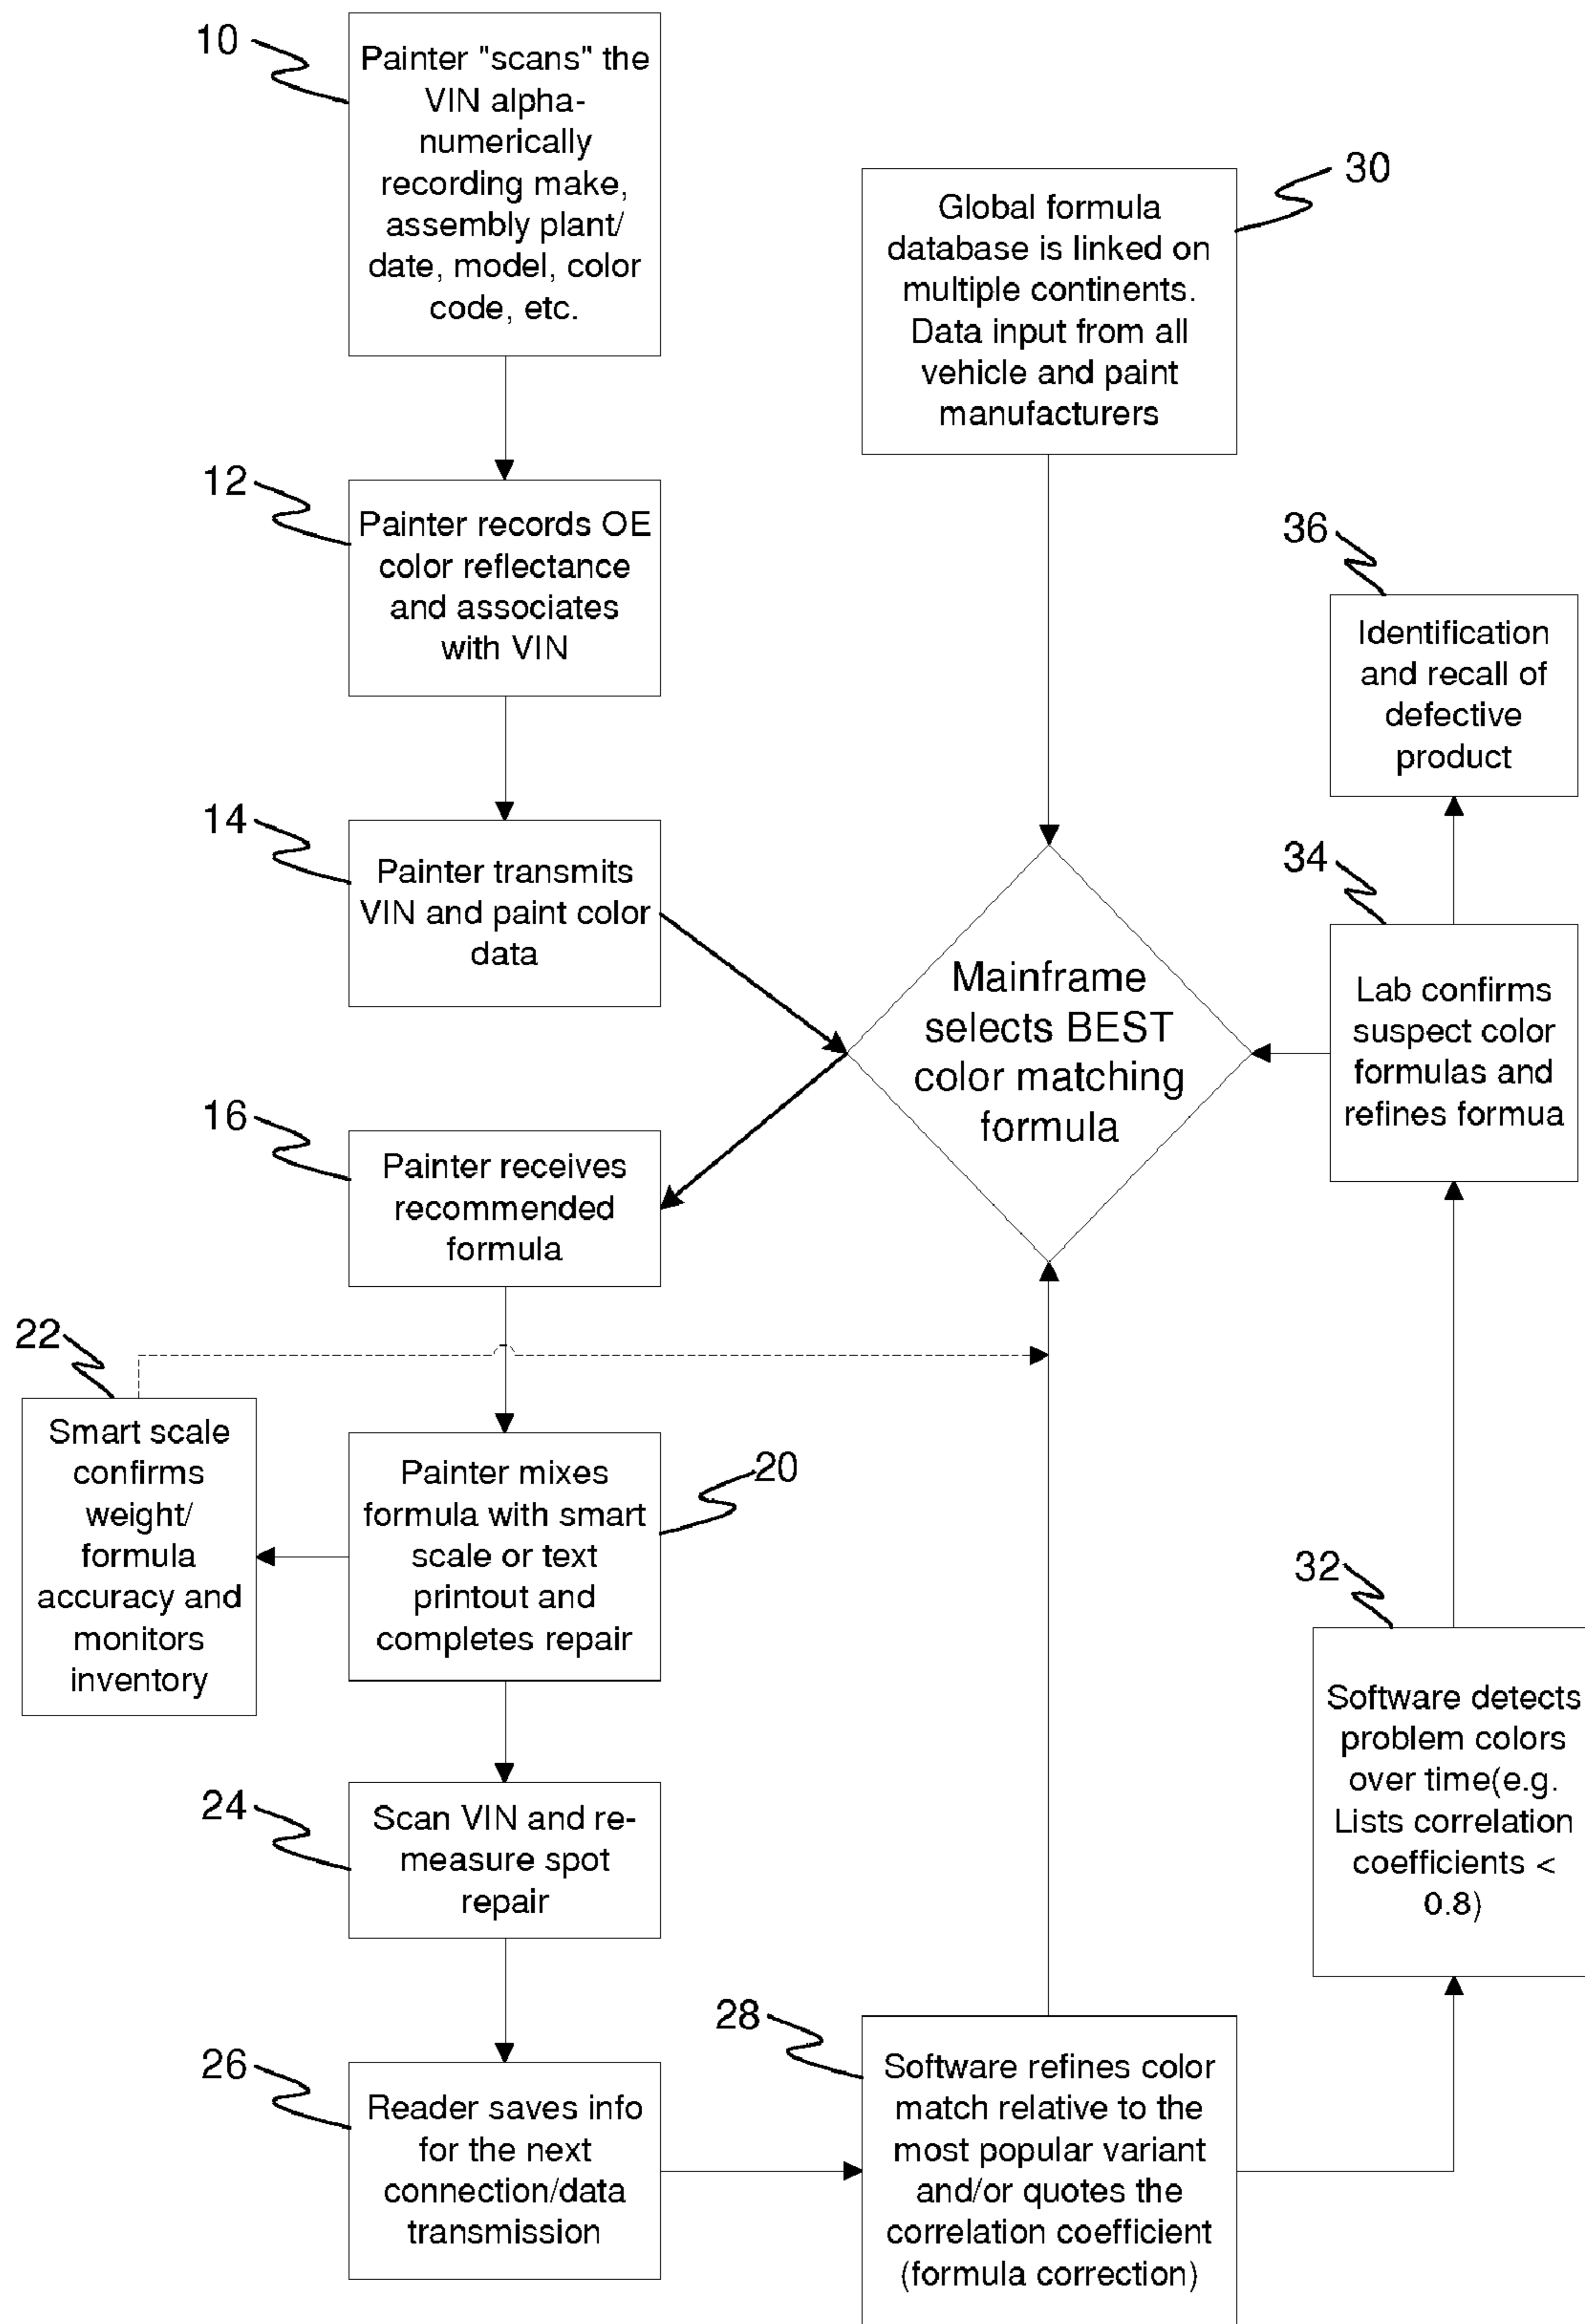 10
Painter "scans" the
VIN alpha-
numerically
recording make,
assembly plant/
date, model, color
code, etc.
30
Global formula
database is linked on
multiple continents.
Data input from all
vehicle and paint
manufacturers
12
Painter records OE
color reflectance
and associates
with VIN
36
Identification
and recall of
defective
product
14
Painter transmits
VIN and paint color
data
Mainframe
selects BEST
color matching
formula
34
Lab confirms
suspect color
formulas and
refines formua
16
Painter receives
recommended
formula
22
Smart scale
confirms
weight/
formula
accuracy and
monitors
inventory
20
Painter mixes
formula with smart
scale or text
printout and
completes repair
32
Software detects
problem colors
over time(e.g.
Lists correlation
coefficients <
0.8)
24
Scan VIN and re-
measure spot
repair
26
Reader saves info
for the next
connection/data
transmission
28
Software refines color
match relative to the
most popular variant
and/or quotes the
correlation coefficient
(formula correction)